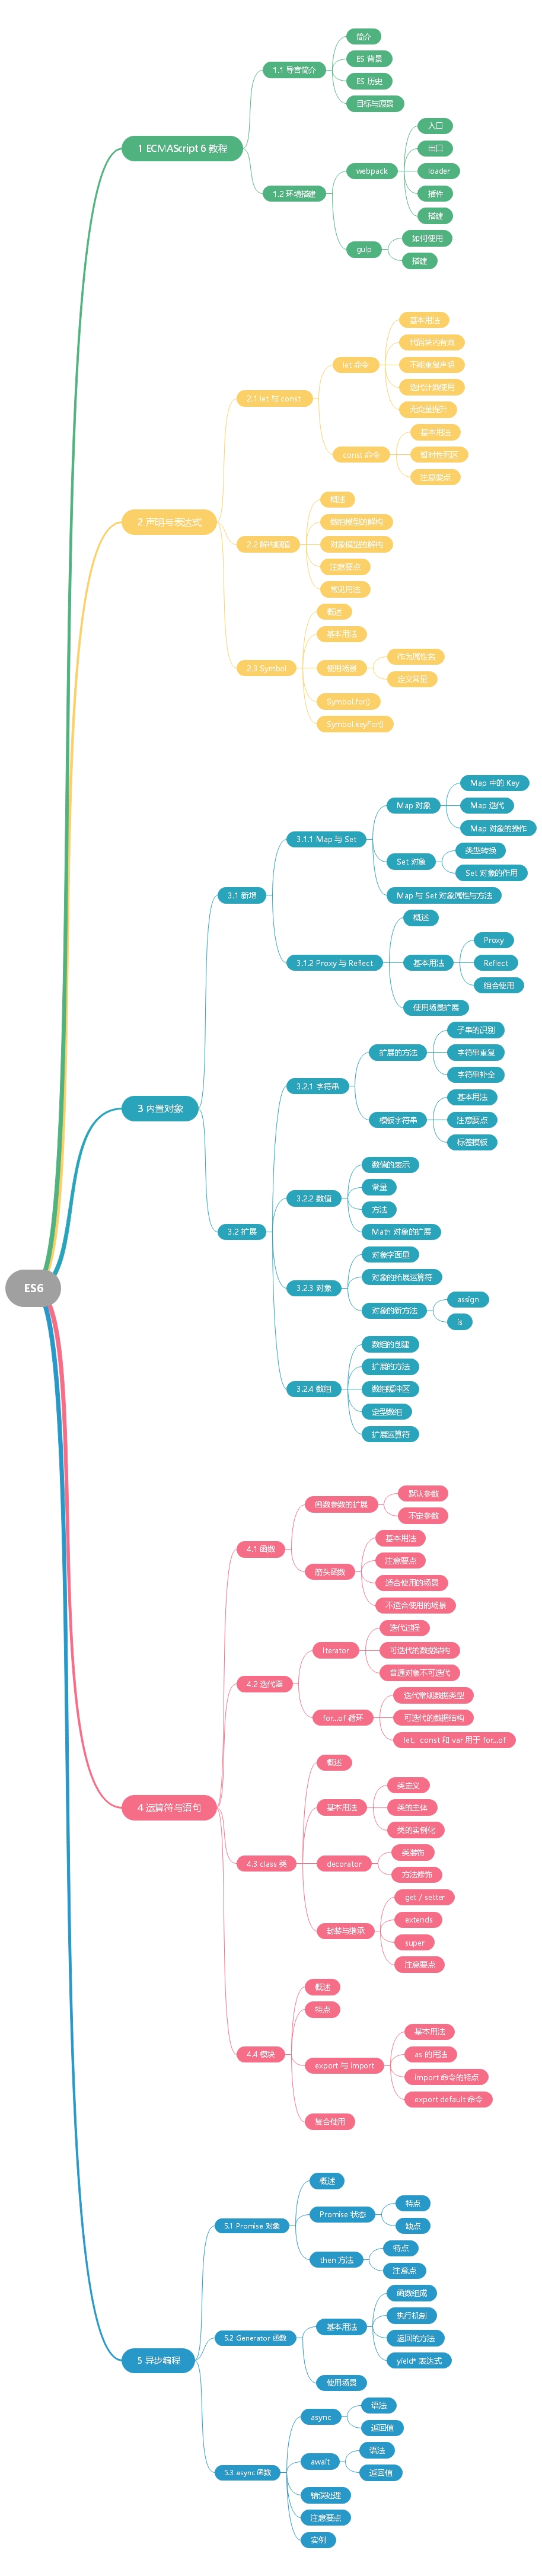 ES6
1 ECMAScript 6 教程
1.1 导言简介
简介
ES 背景
ES 历史
目标与愿景
1.2 环境搭建
webpack
入口
出口
loader
插件
搭建
gulp
如何使用
搭建
2 声明与表达式
2.1 let 与 const
let 命令
基本用法
代码块内有效
不能重复声明
迭代计数使用
无变量提升
const 命令
基本用法
暂时性死区
注意要点
2.2 解构赋值
概述
数组模型的解构
对象模型的解构
注意要点
常见用法
2.3 Symbol
概述
基本用法
使用场景
作为属性名
定义常量
Symbol.for()
Symbol.keyFor()
3 内置对象
3.1 新增
3.1.1 Map 与 Set
Map 对象
Map 中的 Key
Map 迭代
Map 对象的操作
Set 对象
类型转换
Set 对象的作用
Map 与 Set 对象属性与方法
3.1.2 Proxy 与 Reflect
概述
基本用法
Proxy
Reflect
组合使用
使用场景扩展
3.2 扩展
3.2.1 字符串
扩展的方法
子串的识别
字符串重复
字符串补全
模板字符串
基本用法
注意要点
标签模板
3.2.2 数值
数值的表示
常量
方法
Math 对象的扩展
3.2.3 对象
对象字面量
对象的拓展运算符
对象的新方法
assign
is
3.2.4 数组
数组的创建
扩展的方法
数组缓冲区
定型数组
扩展运算符
4 运算符与语句
4.1 函数
函数参数的扩展
默认参数
不定参数
箭头函数
基本用法
注意要点
适合使用的场景
不适合使用的场景
4.2 迭代器
Iterator
迭代过程
可迭代的数据结构
普通对象不可迭代
for...of 循环
迭代常规数据类型
可迭代的数据结构
let、const 和 var 用于 for...of
4.3 class 类
概述
基本用法
类定义
类的主体
类的实例化
decorator
类装饰
方法修饰
封装与继承
get / setter
extends
super
注意要点
4.4 模块
概述
特点
export 与 import
基本用法
as 的用法
import 命令的特点
export default 命令
复合使用
5 异步编程
5.1 Promise 对象
概述
Promise 状态
特点
缺点
then 方法
特点
注意点
5.2 Generator 函数
基本用法
函数组成
执行机制
返回的方法
yield* 表达式
使用场景
5.3 async 函数
async
语法
返回值
await
语法
返回值
错误处理
注意要点
实例